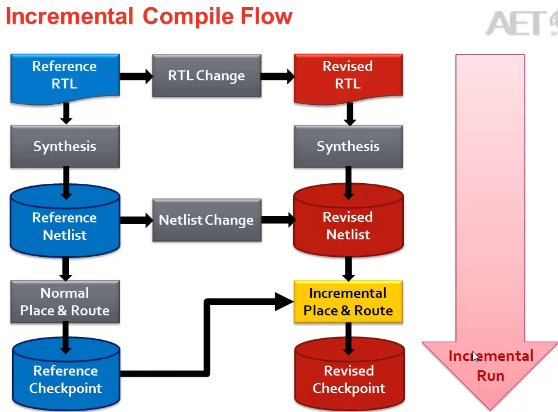 Incremental Compile Flow
AET
Reference
RTL
RTL Change
Revised
RTL
Synthesis
Synthesis
Reference
Netlist
Netlist Change
Revised
Netlist
Normal
Place & Route
Incremental
Place & Route
Reference
Checkpoint
Revised
Checkpoint
Incremental
Run